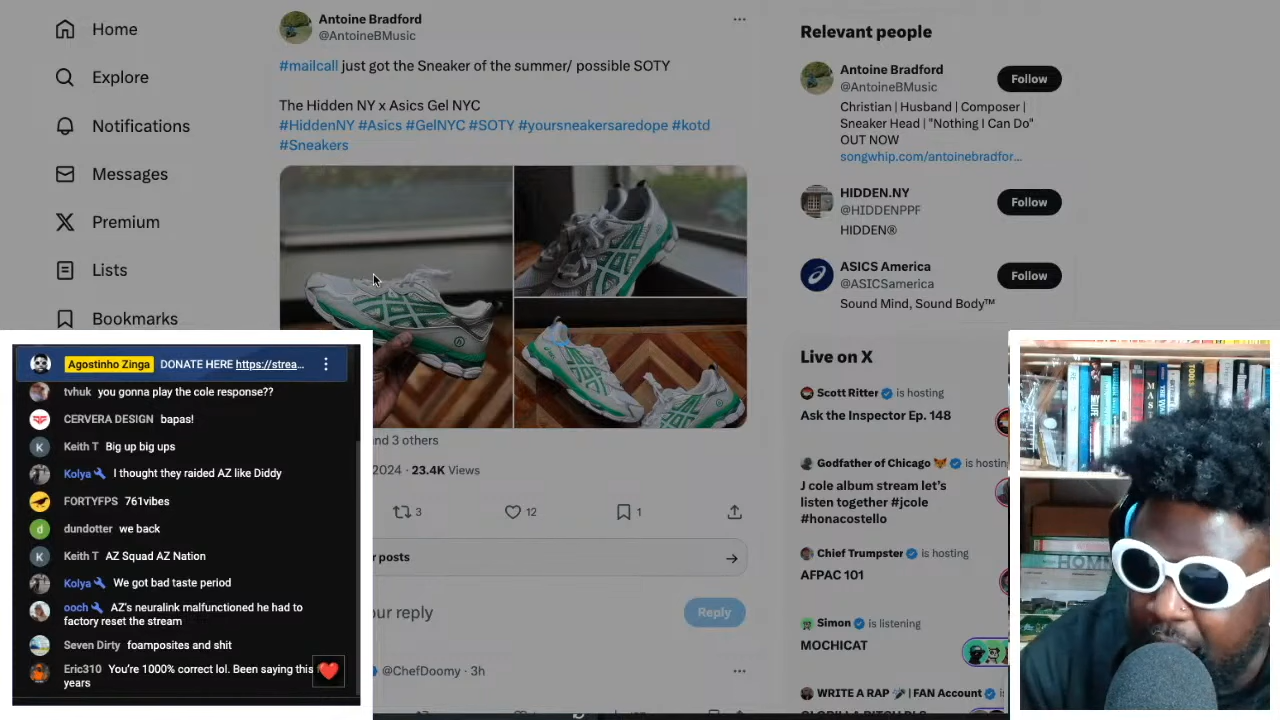 Home
Explore
Notifications
Messages
Premium
Lists
Bookmarks
Antoine Bradford
@AntoineBMusic
#mailcall just got the Sneaker of the summer/ possible SOTY
The Hidden NY x Asics Gel NYC
#HiddenNY #Asics #GelNYC #SOTY #yoursneakersaredope #kotd
#Sneakers
and 3 others
2024 · 23.4K Views
3
12
1
r posts
our reply
Reply
@ChefDoomy · 3h
Relevant people
Antoine Bradford
@AntoineBMusic
Follow
Christian | Husband | Composer |
Sneaker Head | "Nothing I Can Do"
OUT NOW
songwhip.com/antoinebradfor…
HIDDEN.NY
@HIDDENPPF
Follow
HIDDEN®
ASICS America
@ASICSamerica
Follow
Sound Mind, Sound Body™
Live on X
Scott Ritter is hosting
Ask the Inspector Ep. 148
Godfather of Chicago is hostin
J cole album stream let's
listen together #jcole
#honacostello
Chief Trumpster is hosting
AFPAC 101
Simon is listening
MOCHICAT
WRITE A RAP | FAN Account
Agostinho Zinga DONATE HERE https://strea...
tvhuk you gonna play the cole response??
CERVERA DESIGN bapas!
K Keith T Big up big ups
Kolya I thought they raided AZ like Diddy
FORTYFPS 761vibes
d dundotter we back
K Keith T AZ Squad AZ Nation
Kolya We got bad taste period
ooch AZ's neuralink malfunctioned he had to
factory reset the stream
Seven Dirty foamposites and shit
Eric310 You're 1000% correct lol. Been saying this
years